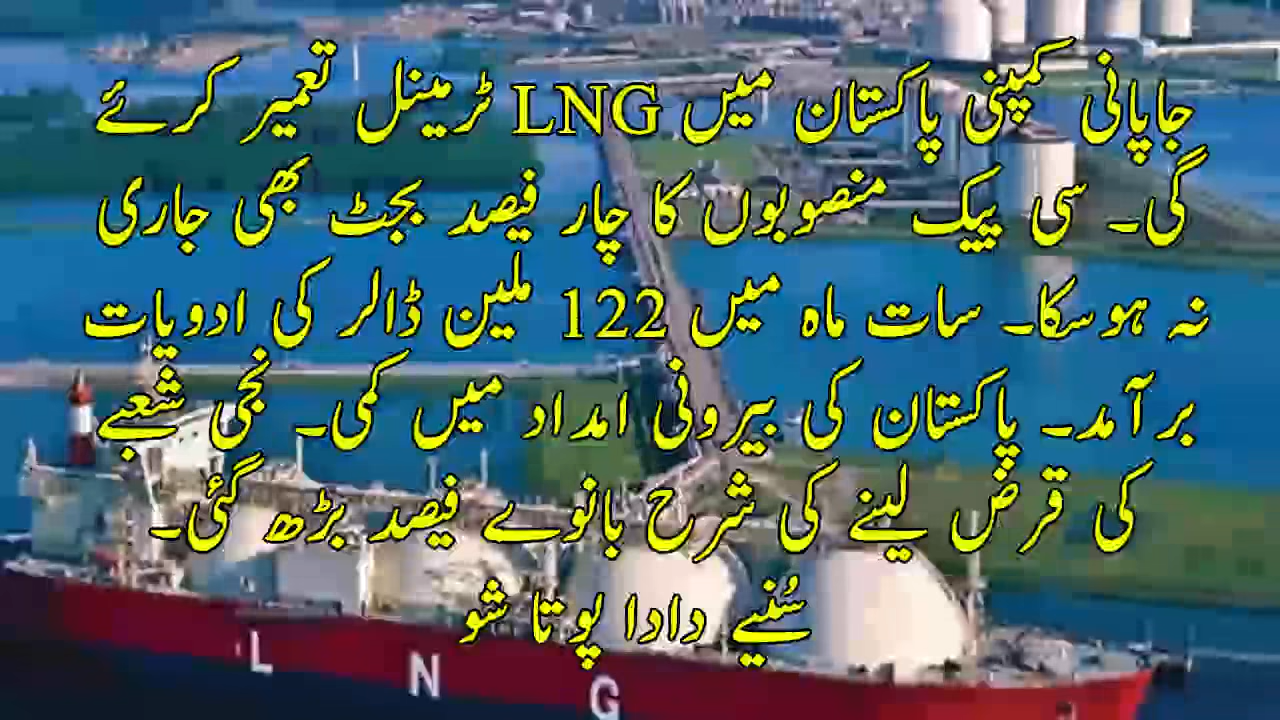 جاپانی کمپنی پاکستان میں LNG ٹرمینل تعمیر کرئے
گی۔ سی پیک منصوبوں کا چار فیصد بجٹ بھی جاری
نہ ہوسکا۔ سات ماہ میں 122 ملین ڈالر کی ادویات
برآمد۔ پاکستان کی بیرونی امداد میں کمی۔ نجی شعبے
کی قرض لینے کی شرح بانوے فیصد بڑھ گئی۔
سُنیے دادا پوتا شو
L N G